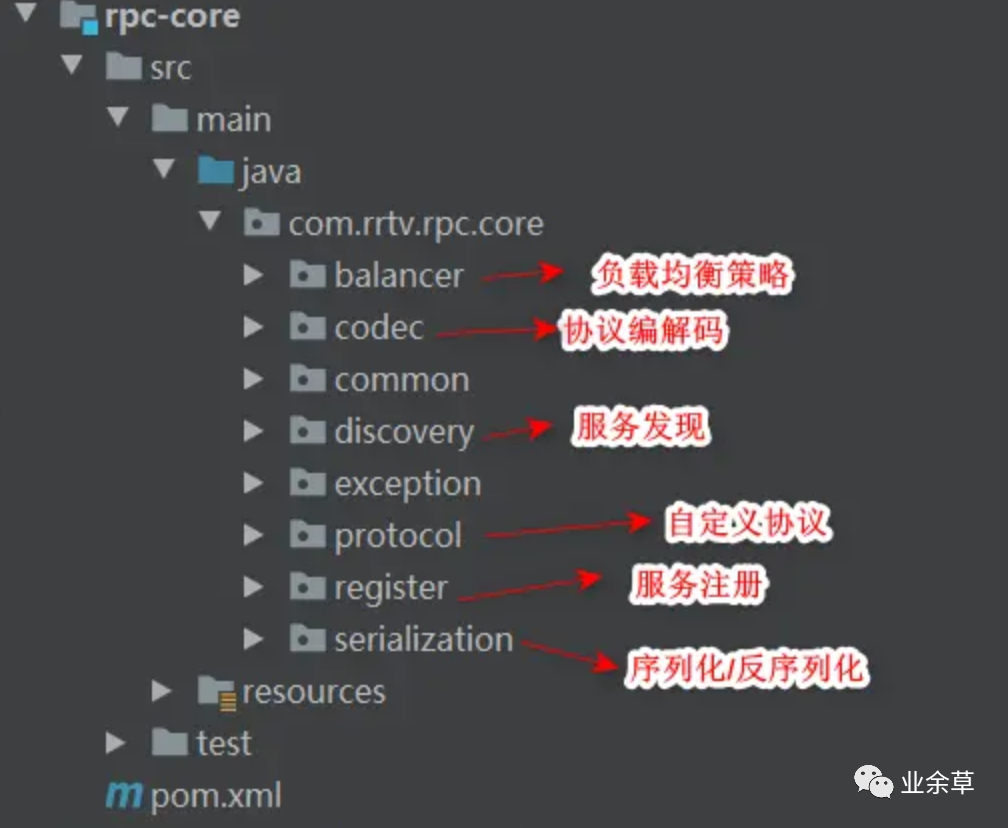 rpc-core
src
main
java
com.rrtv.rpc.core
balancer 负载均衡策略
codec 协议编解码
common
discovery 服务发现
exception
protocol 自定义协议
register 服务注册
serialization 序列化/反序列化
resources
test
m pom.xml
业余草